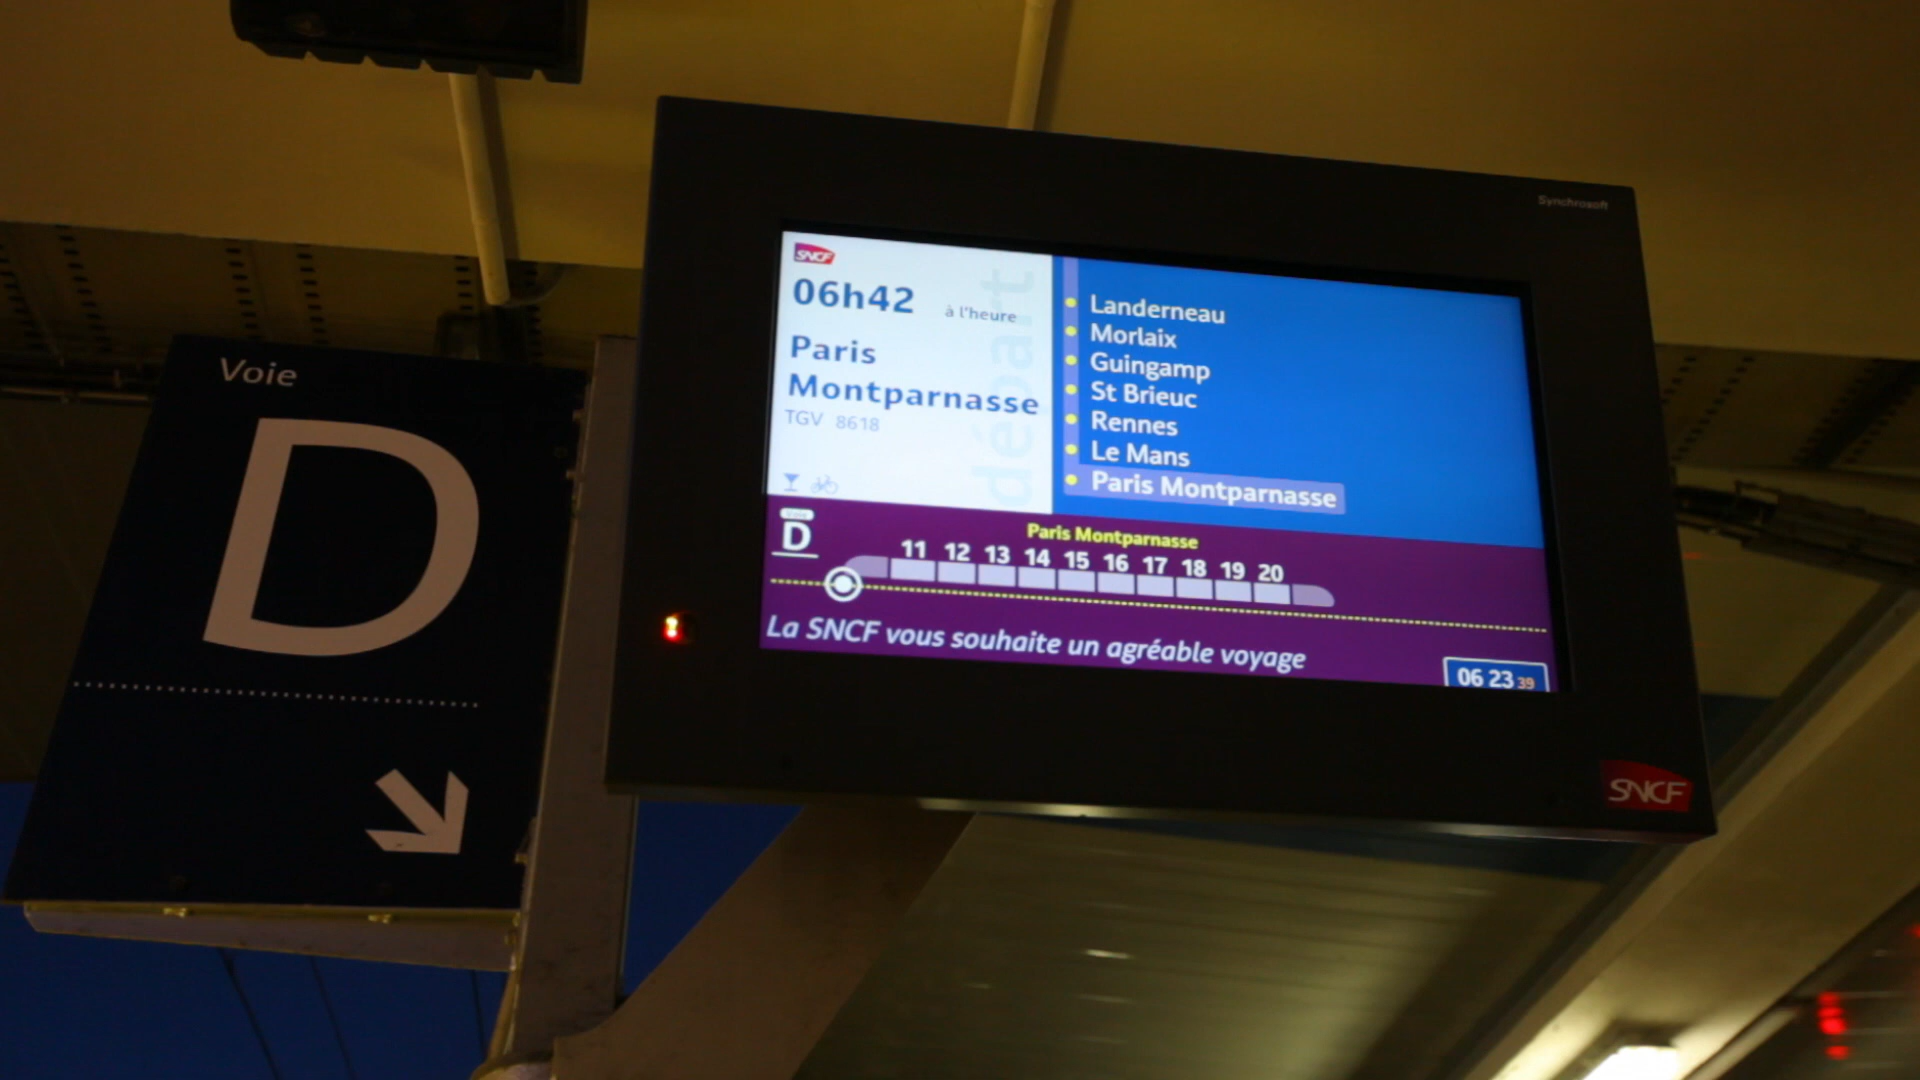 Voie
D
Synchrosoft
SNCF
06h42 à l'heure
Paris
Montparnasse
TGV 8618
départ
Landerneau
Morlaix
Guingamp
St Brieuc
Rennes
Le Mans
Paris Montparnasse
Voie
D
Paris Montparnasse
11 12 13 14 15 16 17 18 19 20
La SNCF vous souhaite un agréable voyage
06 23 39
SNCF